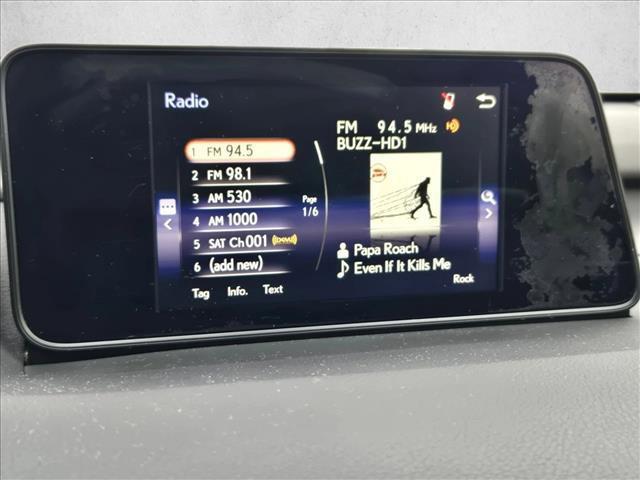 Radio
1 FM 94.5
2 FM 98.1
3 AM 530
4 AM 1000
5 SAT Ch001 ((SXM))
6 (add new)
Page
1/6
Tag Info. Text
FM 94.5 MHz
BUZZ-HD1
Papa Roach
Even If It Kills Me
Rock